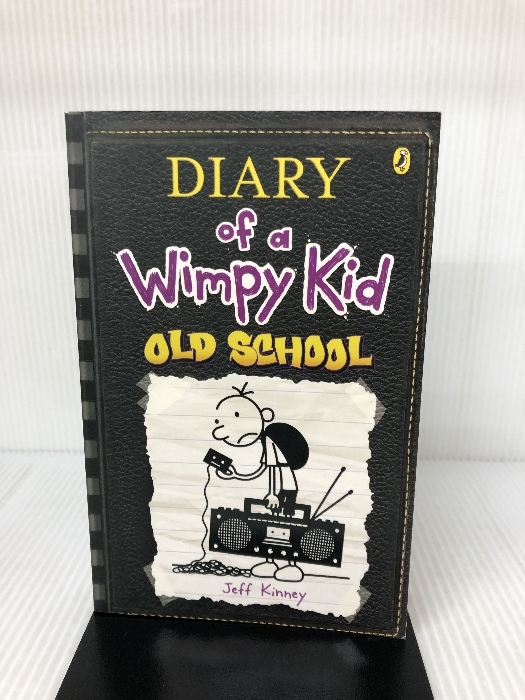 DIARY
of a
Wimpy Kid
OLD SCHOOL
Jeff Kinney